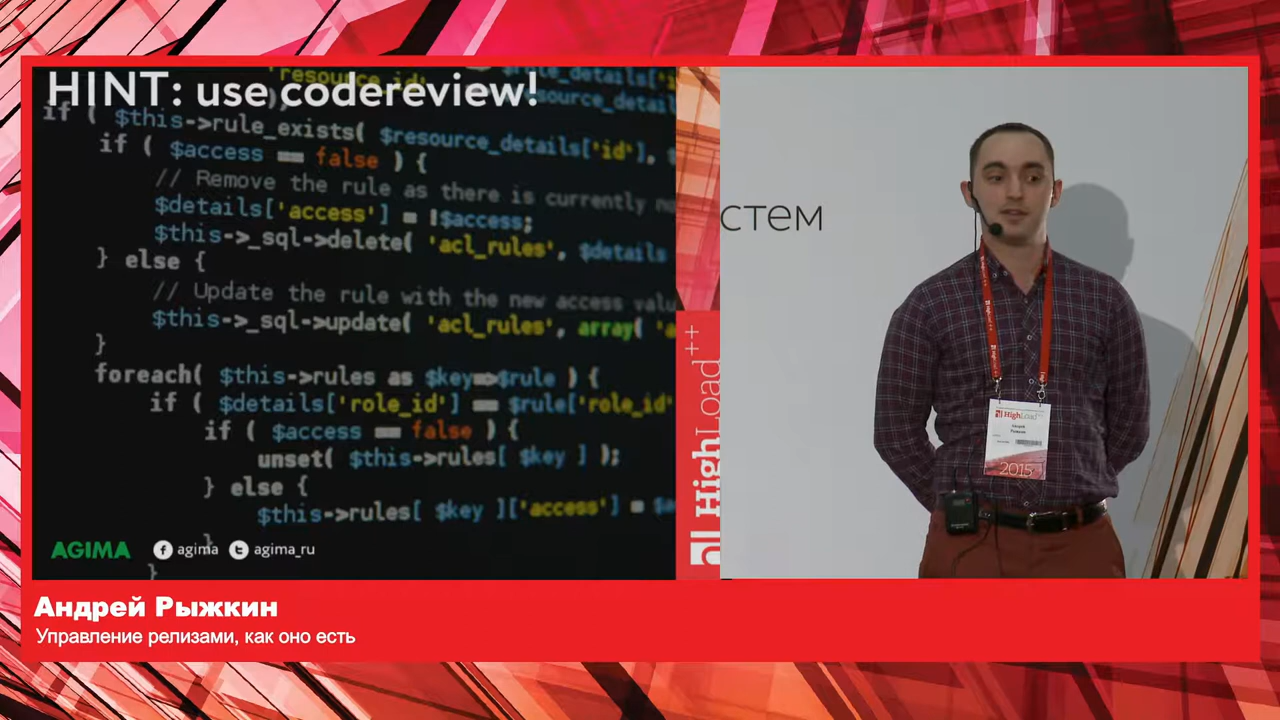 HINT: use codereview!
'resource_id'
if ( $this->rule_exists( $resource_details['id'],
if ( $access == false ) {
// Remove the rule as there is currently
$details['access'] = !$access;
$this->_sql->delete( 'acl_rules', $details
} else {
// Update the rule with the new access
$this->_sql->update( 'acl_rules', array(
}
foreach( $this->rules as $key=>$rule ) {
if ( $details['role_id'] == $rule['role_id'
if ( $access == false ) {
unset( $this->rules[ $key ] );
} else {
$this->rules[ $key ]['access'] =
}
}
AGIMA agima agima_ru
HighLoad++
стем
HighLoad++
2015
Андрей Рыжкин
Управление релизами, как оно есть